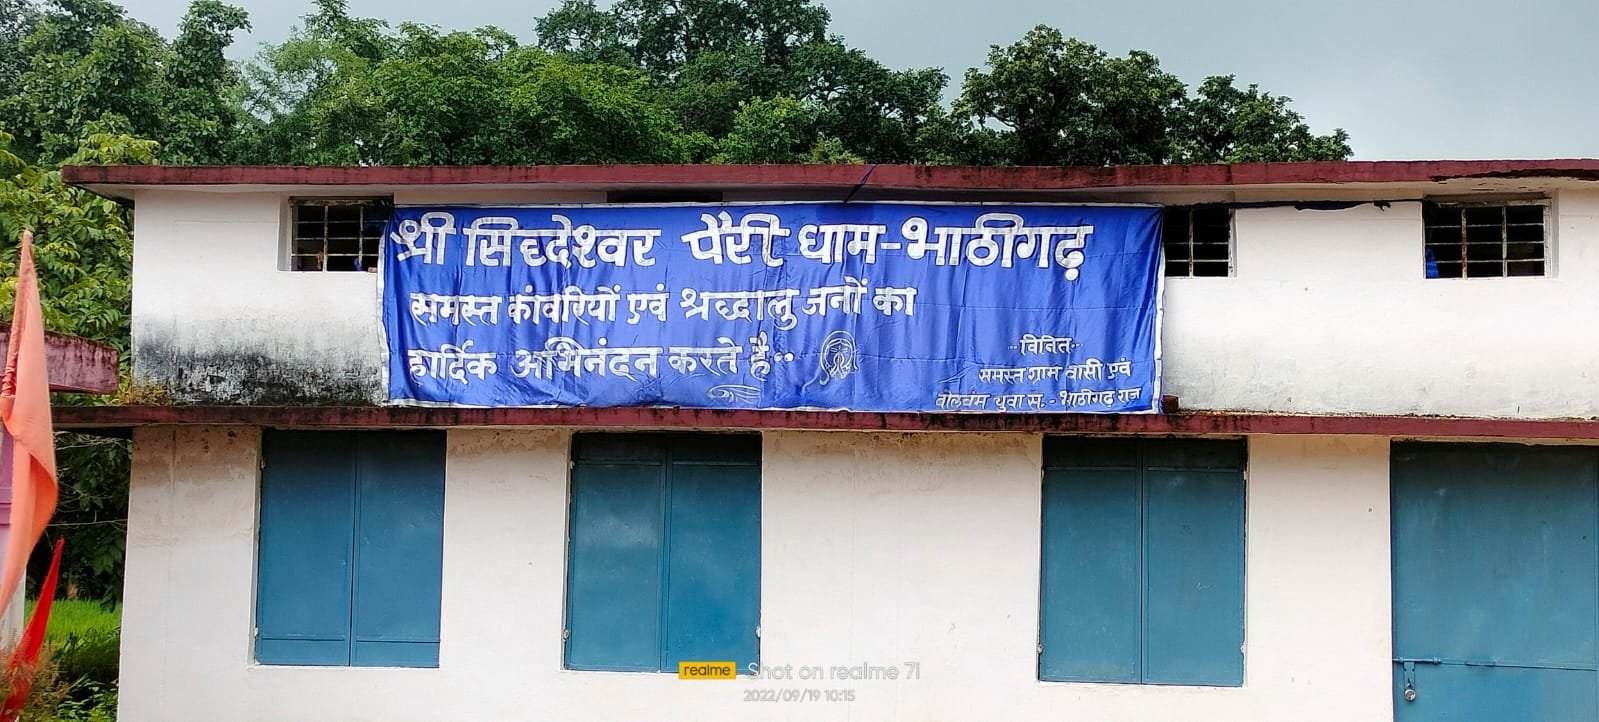 श्री सिद्देश्वर पैरी धाम-भाठीगढ़
समस्त कांवरियों एवं श्रद्धालु जनों का
हार्दिक अभिनंदन करते है··
--विनित--
समस्त ग्राम वासी एवं
बोलबंम युवा स. - भाठीगढ़ राज
realme Shot on realme 7i
2022/09/19 10:15